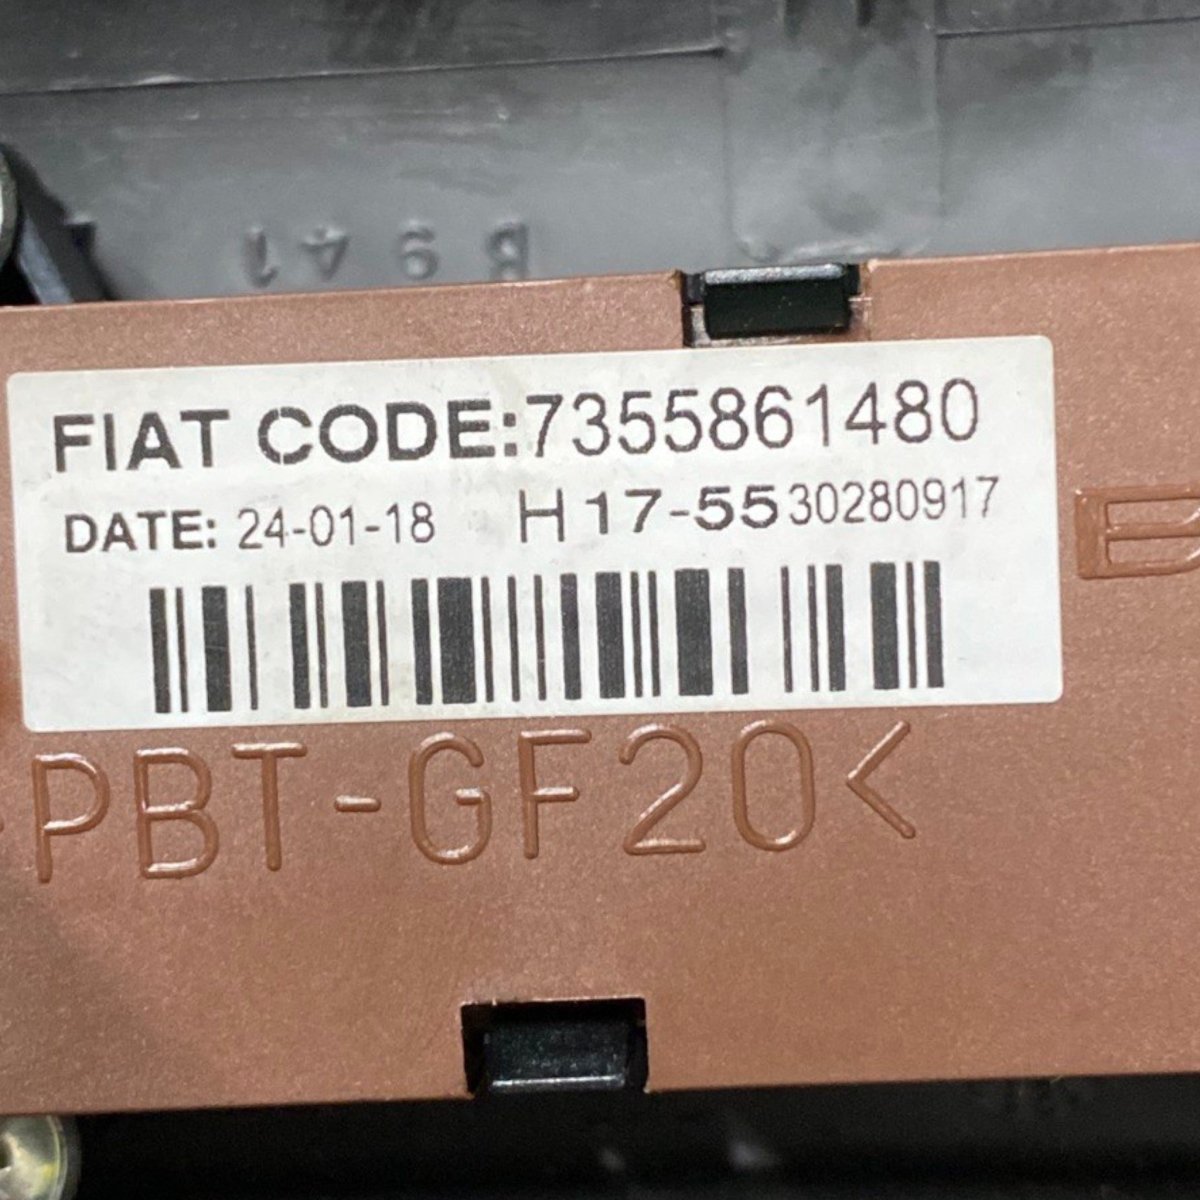 B941
FIAT CODE:7355861480
DATE: 24-01-18 H 17-55 30280917
PBT-GF20<